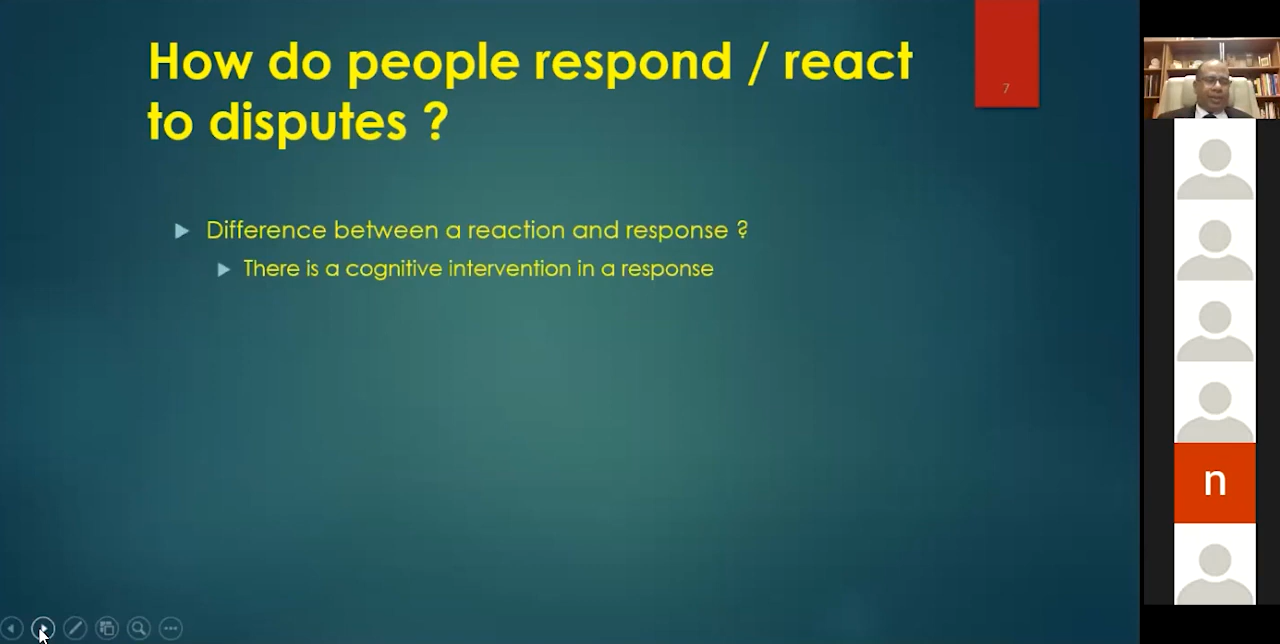 How do people respond / react
to disputes ?
7
Difference between a reaction and response ?
There is a cognitive intervention in a response
n